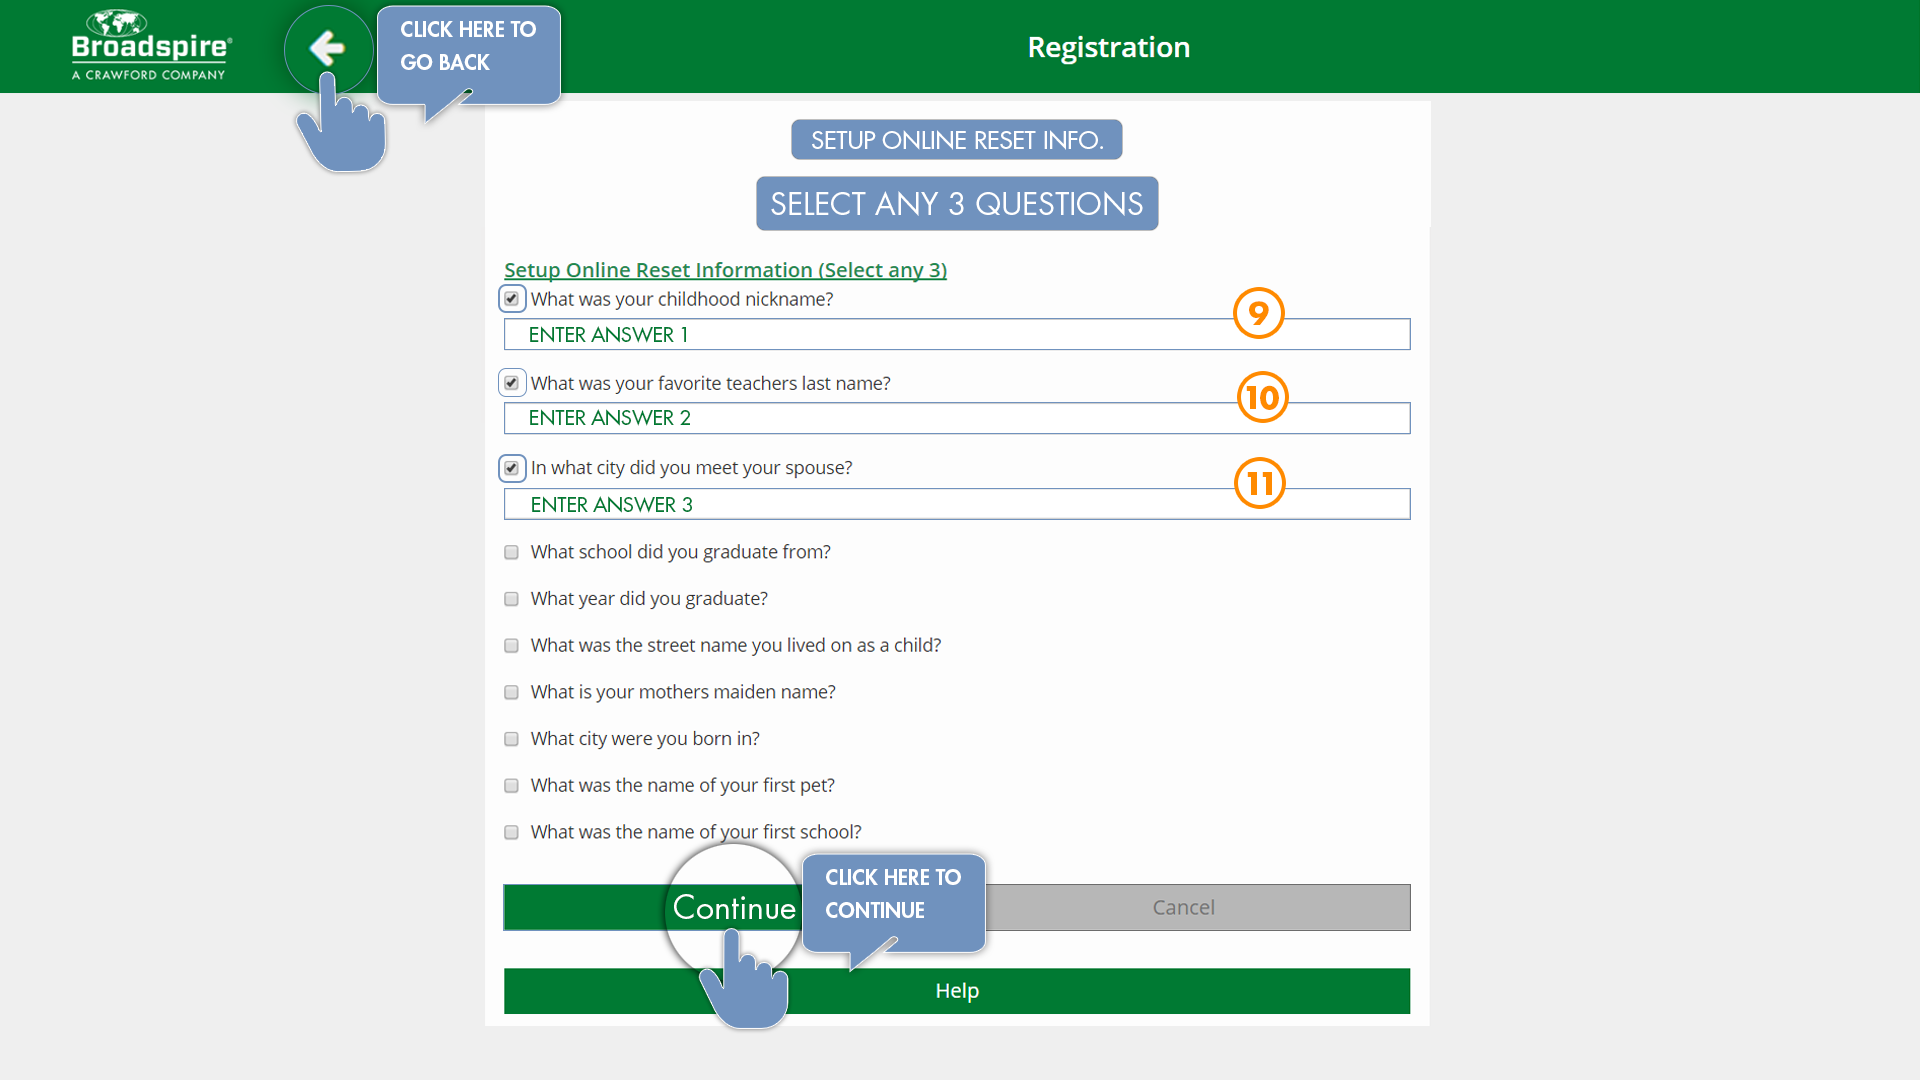 Broadspire®
A CRAWFORD COMPANY
CLICK HERE TO
GO BACK
Registration
SETUP ONLINE RESET INFO.
SELECT ANY 3 QUESTIONS
Setup Online Reset Information (Select any 3)
What was your childhood nickname?
9
ENTER ANSWER 1
What was your favorite teachers last name?
10
ENTER ANSWER 2
In what city did you meet your spouse?
11
ENTER ANSWER 3
What school did you graduate from?
What year did you graduate?
What was the street name you lived on as a child?
What is your mothers maiden name?
What city were you born in?
What was the name of your first pet?
What was the name of your first school?
Continue
CLICK HERE TO
CONTINUE
Cancel
Help